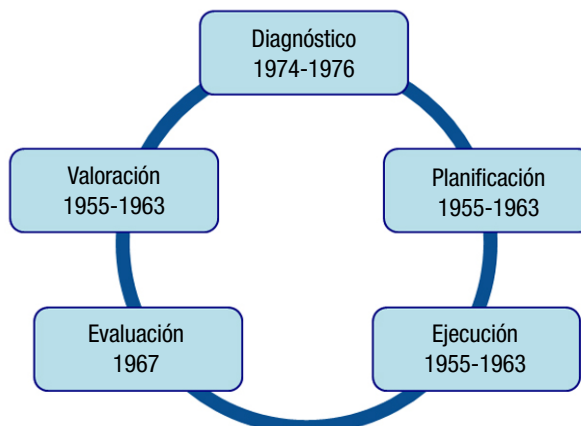 Diagnóstico
1974-1976
Valoración
1955-1963
Planificación
1955-1963
Evaluación
1967
Ejecución
1955-1963